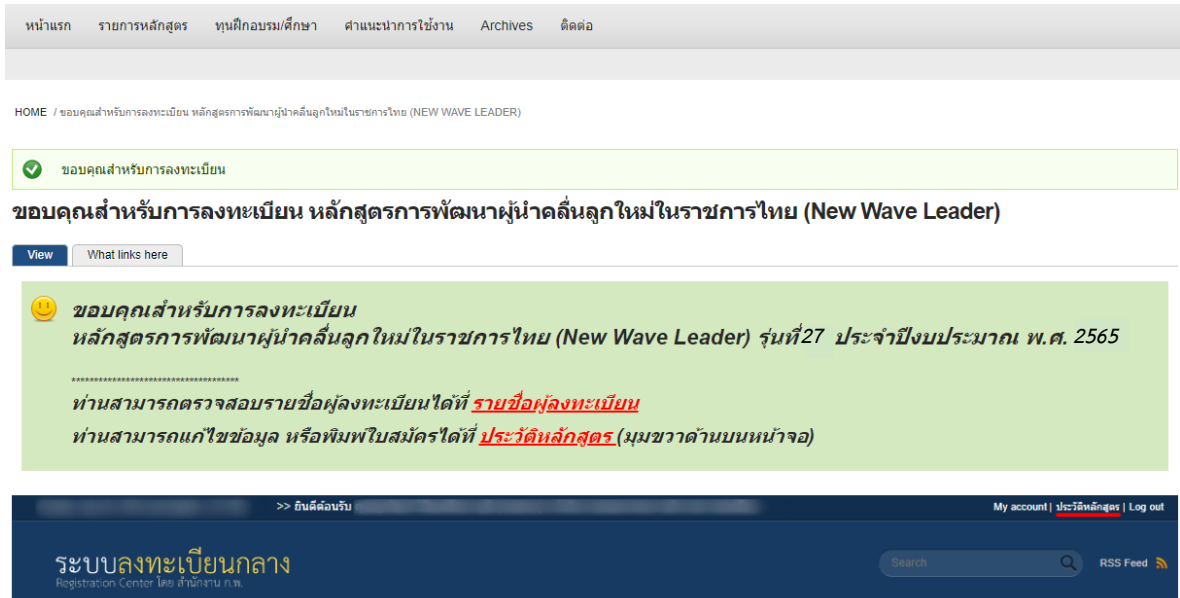 หน้าแรก รายการหลักสูตร ทุนฝึกอบรม/ศึกษา คำแนะนำการใช้งาน Archives ติดต่อ
HOME / ขอบคุณสำหรับการลงทะเบียน หลักสูตรการพัฒนาผู้นำคลื่นลูกใหม่ในราชการไทย (NEW WAVE LEADER)
ขอบคุณสำหรับการลงทะเบียน
ขอบคุณสำหรับการลงทะเบียน หลักสูตรการพัฒนาผู้นำคลื่นลูกใหม่ในราชการไทย (New Wave Leader)
View What links here
ขอบคุณสำหรับการลงทะเบียน
หลักสูตรการพัฒนาผู้นำคลื่นลูกใหม่ในราชการไทย (New Wave Leader) รุ่นที่27 ประจำปีงบประมาณ พ.ศ. 2565
**************************************
ท่านสามารถตรวจสอบรายชื่อผู้ลงทะเบียนได้ที่ รายชื่อผู้ลงทะเบียน
ท่านสามารถแก้ไขข้อมูล หรือพิมพ์ใบสมัครได้ที่ ประวัติหลักสูตร (มุมขวาด้านบนหน้าจอ)
>> ยินดีต้อนรับ My account | ประวัติหลักสูตร | Log out
ระบบลงทะเบียนกลาง Search RSS Feed
Registration Center โดย สำนักงาน ก.พ.